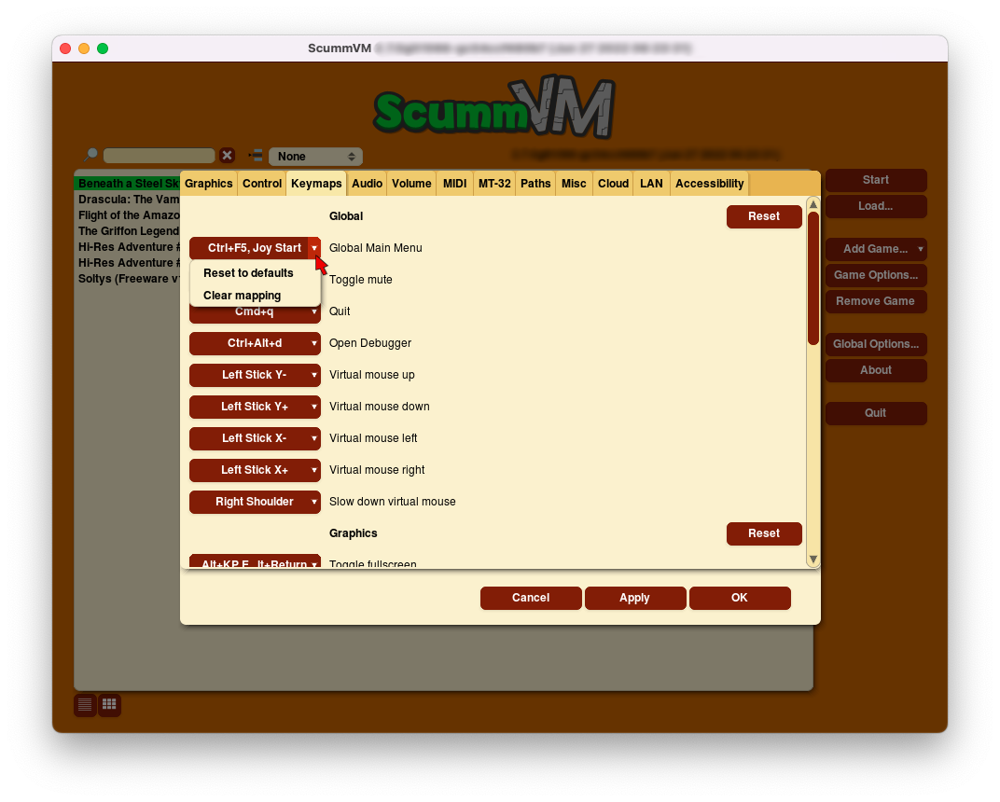 ScummVM
ScummVM
None
Beneath a Steel Sk
Drascula: The Vam
Flight of the Amazo
The Griffon Legend
Hi-Res Adventure #
Hi-Res Adventure #
Soltys (Freeware v
Graphics Control Keymaps Audio Volume MIDI MT-32 Paths Misc Cloud LAN Accessibility
Global Reset
Ctrl+F5, Joy Start Global Main Menu
Reset to defaults
Toggle mute
Clear mapping
Cmd+q Quit
Ctrl+Alt+d Open Debugger
Left Stick Y- Virtual mouse up
Left Stick Y+ Virtual mouse down
Left Stick X- Virtual mouse left
Left Stick X+ Virtual mouse right
Right Shoulder Slow down virtual mouse
Graphics Reset
Alt+KP E...lt+Return Toggle fullscreen
Cancel Apply OK
Start
Load...
Add Game...
Game Options...
Remove Game
Global Options...
About
Quit